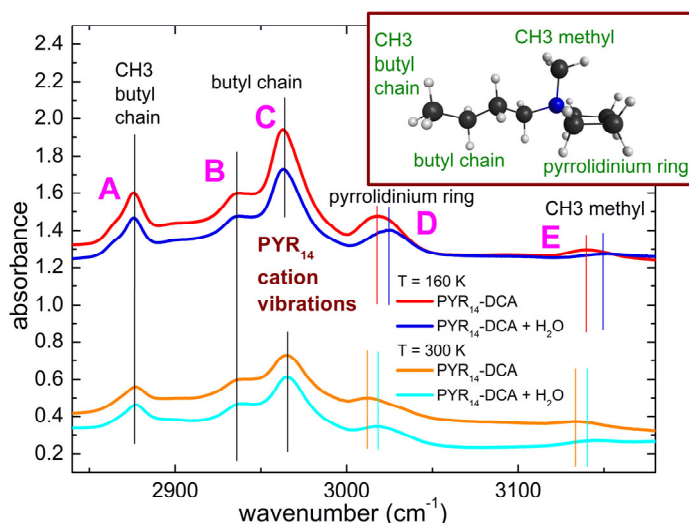 2.4
2.2
2.0
1.8
1.6
1.4
1.2
1.0
0.8
0.6
0.4
0.2
absorbance
2900
3000
3100
wavenumber (cm⁻¹)
CH3
butyl
chain
butyl chain
A
B
C
D
E
pyrrolidinium ring
CH3 methyl
PYR₁₄
cation
vibrations
T = 160 K
PYR₁₄-DCA
PYR₁₄-DCA + H₂O
T = 300 K
PYR₁₄-DCA
PYR₁₄-DCA + H₂O
CH3
butyl
chain
CH3 methyl
butyl chain
pyrrolidinium ring